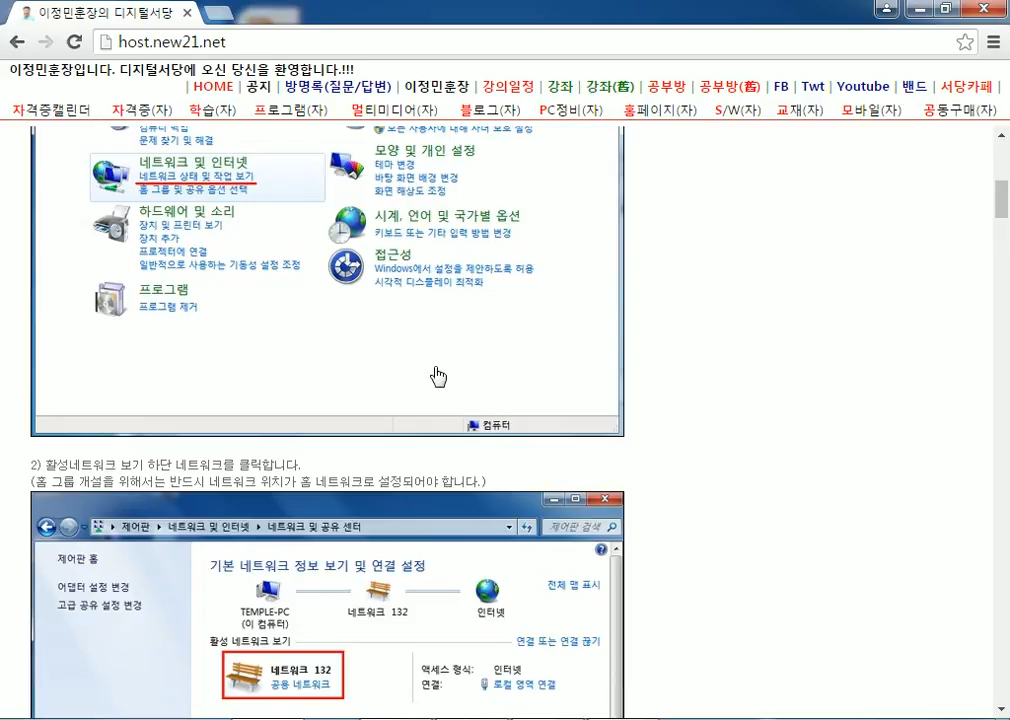 이정민훈장의 디지털서당
host.new21.net
이정민훈장입니다. 디지털서당에 오신 당신을 환영합니다.!!!
| HOME | 공지 | 방명록(질문/답변) | 이정민훈장 | 강의일정 | 강좌 | 강좌(舊) | 공부방 | 공부방(舊) | FB | Twt | Youtube | 밴드 | 서당카페 |
자격증캘린더 자격증(자) 학습(자) 프로그램(자) 멀티미디어(자) 블로그(자) PC정비(자) 홈페이지(자) S/W(자) 교재(자) 모바일(자) 공동구매(자)
문제 찾기 및 해결
네트워크 및 인터넷
네트워크 상태 및 작업 보기
홈 그룹 및 공유 옵션 선택
하드웨어 및 소리
장치 및 프린터 보기
장치 추가
프로젝터에 연결
일반적으로 사용하는 기동성 설정 조정
프로그램
프로그램 제거
모든 사용자에 대해 자녀 보호 설정
모양 및 개인 설정
테마 변경
바탕 화면 배경 변경
화면 해상도 조정
시계, 언어 및 국가별 옵션
키보드 또는 기타 입력 방법 변경
접근성
Windows에서 설정을 제안하도록 허용
시각적 디스플레이 최적화
컴퓨터
2) 활성네트워크 보기 하단 네트워크를 클릭합니다.
(홈 그룹 개설을 위해서는 반드시 네트워크 위치가 홈 네트워크로 설정되어야 합니다.)
제어판 네트워크 및 인터넷 네트워크 및 공유 센터
제어판 검색
제어판 홈
어댑터 설정 변경
고급 공유 설정 변경
기본 네트워크 정보 보기 및 연결 설정
전체 맵 표시
TEMPLE-PC
(이 컴퓨터)
네트워크 132
인터넷
활성 네트워크 보기
연결 또는 연결 끊기
네트워크 132
공용 네트워크
액세스 형식: 인터넷
연결: 로컬 영역 연결